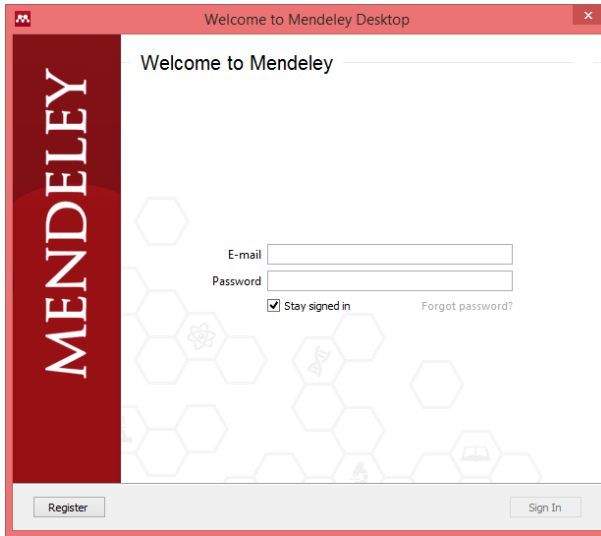 Welcome to Mendeley Desktop
MENDELEY
Welcome to Mendeley
E-mail
Password
Stay signed in Forgot password?
Register Sign In